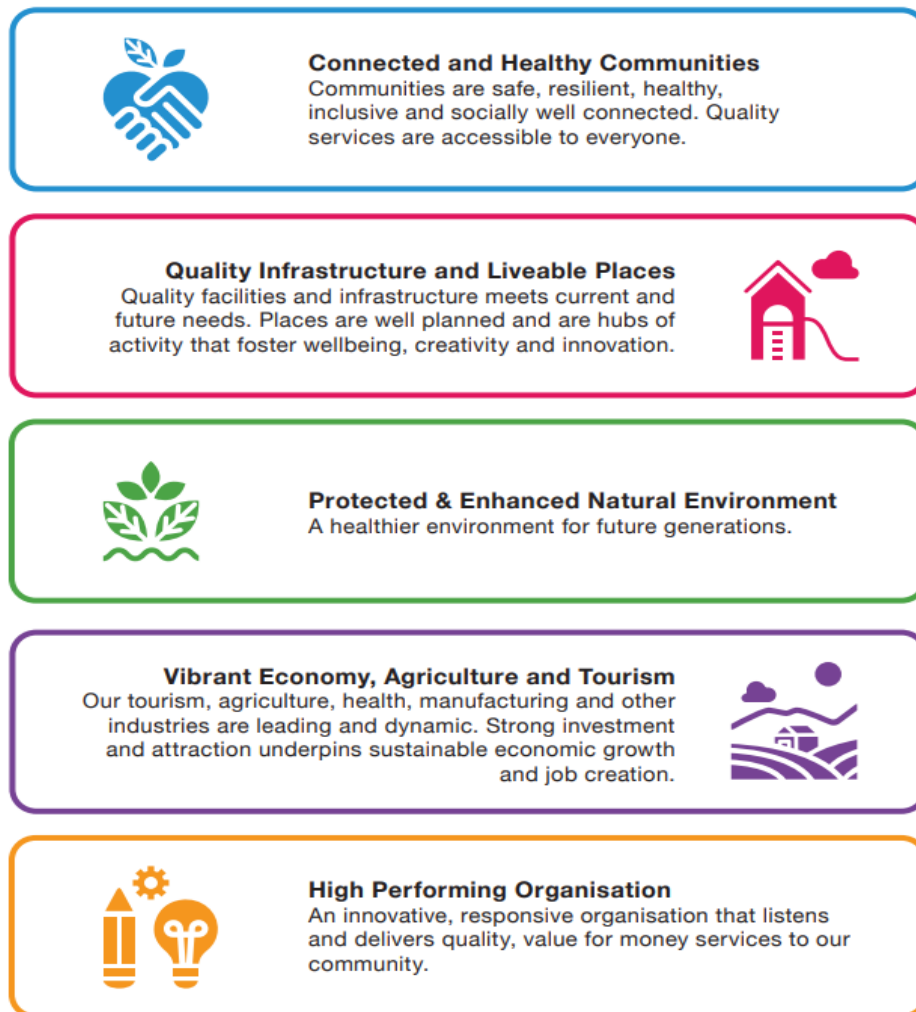 Connected and Healthy Communities
Communities are safe, resilient, healthy,
inclusive and socially well connected. Quality
services are accessible to everyone.
Quality Infrastructure and Liveable Places
Quality facilities and infrastructure meets current and
future needs. Places are well planned and are hubs of
activity that foster wellbeing, creativity and innovation.
Protected & Enhanced Natural Environment
A healthier environment for future generations.
Vibrant Economy, Agriculture and Tourism
Our tourism, agriculture, health, manufacturing and other
industries are leading and dynamic. Strong investment
and attraction underpins sustainable economic growth
and job creation.
High Performing Organisation
An innovative, responsive organisation that listens
and delivers quality, value for money services to our
community.